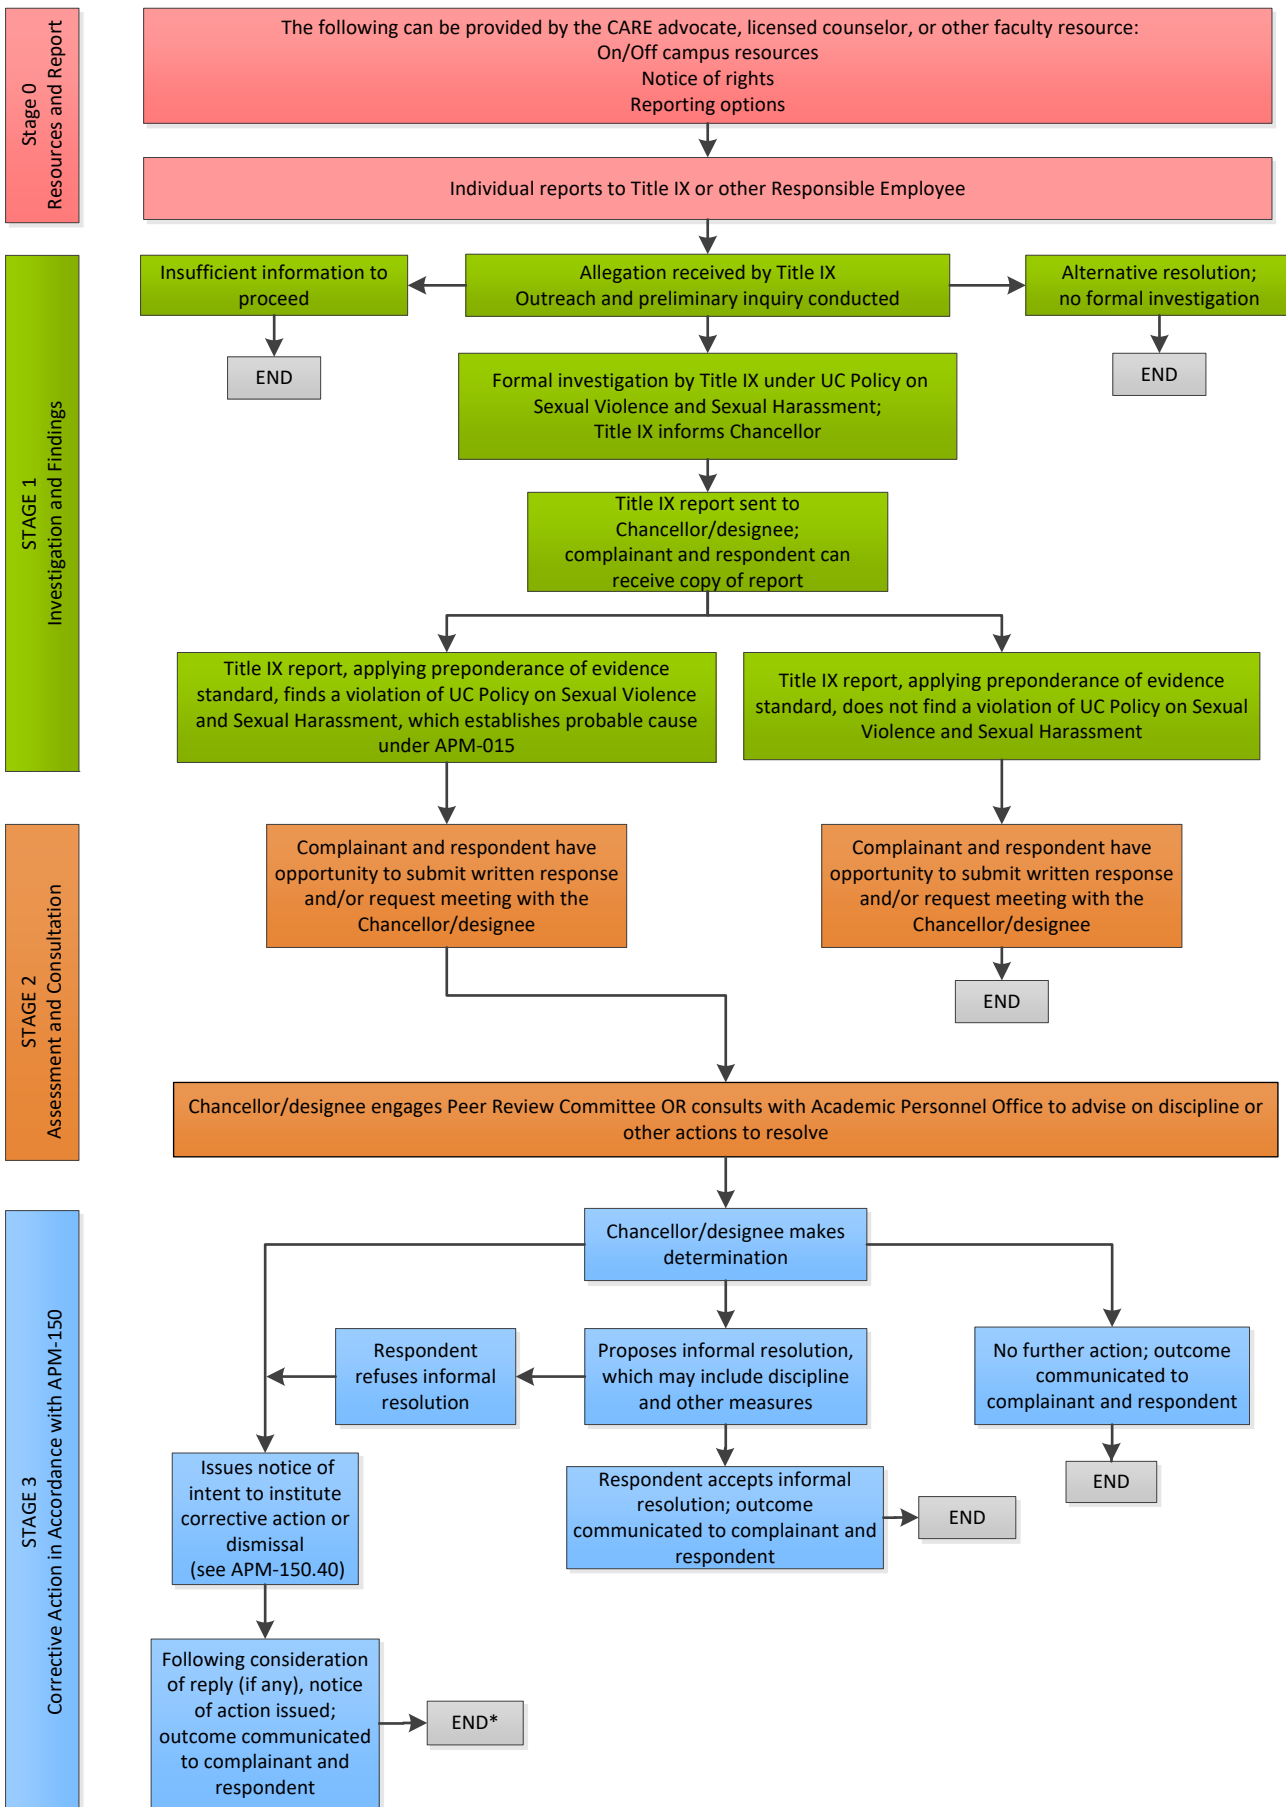 Stage 0
Resources and Report
The following can be provided by the CARE advocate, licensed counselor, or other faculty resource:
On/Off campus resources
Notice of rights
Reporting options
Individual reports to Title IX or other Responsible Employee
STAGE 1
Investigation and Findings
Insufficient information to
proceed
Allegation received by Title IX
Outreach and preliminary inquiry conducted
Alternative resolution;
no formal investigation
END
END
Formal investigation by Title IX under UC Policy on
Sexual Violence and Sexual Harassment;
Title IX informs Chancellor
Title IX report sent to
Chancellor/designee;
complainant and respondent can
receive copy of report
Title IX report, applying preponderance of evidence
standard, finds a violation of UC Policy on Sexual Violence
and Sexual Harassment, which establishes probable cause
under APM-015
Title IX report, applying preponderance of evidence
standard, does not find a violation of UC Policy on Sexual
Violence and Sexual Harassment
STAGE 2
Assessment and Consultation
Complainant and respondent have
opportunity to submit written response
and/or request meeting with the
Chancellor/designee
Complainant and respondent have
opportunity to submit written response
and/or request meeting with the
Chancellor/designee
END
Chancellor/designee engages Peer Review Committee OR consults with Academic Personnel Office to advise on discipline or
other actions to resolve
STAGE 3
Corrective Action in Accordance with APM-150
Chancellor/designee makes
determination
Respondent
refuses informal
resolution
Proposes informal resolution,
which may include discipline
and other measures
No further action; outcome
communicated to
complainant and respondent
END
Issues notice of
intent to institute
corrective action or
dismissal
(see APM-150.40)
Respondent accepts informal
resolution; outcome
communicated to complainant and
respondent
END
Following consideration
of reply (if any), notice
of action issued;
outcome communicated
to complainant and
respondent
END*